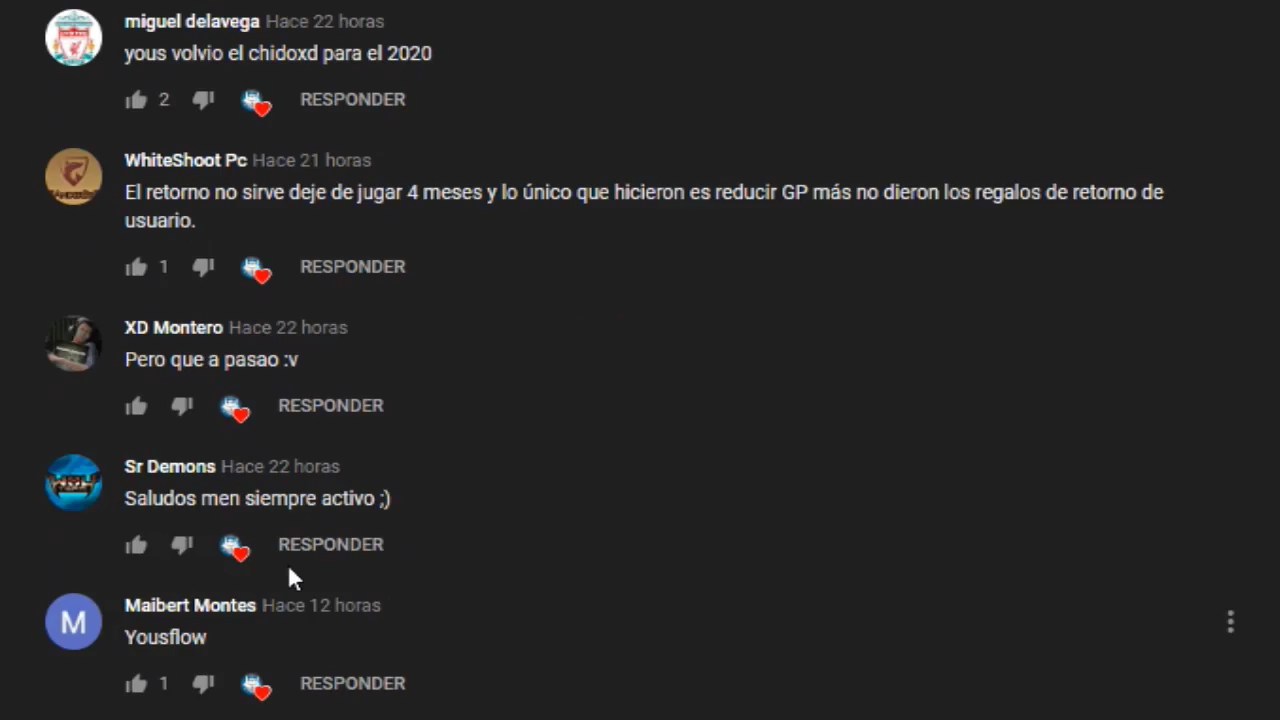 miguel delavega Hace 22 horas
yous volvio el chidoxd para el 2020
2 RESPONDER
WhiteShoot Pc Hace 21 horas
El retorno no sirve deje de jugar 4 meses y lo único que hicieron es reducir GP más no dieron los regalos de retorno de
usuario.
1 RESPONDER
XD Montero Hace 22 horas
Pero que a pasao :v
RESPONDER
Sr Demons Hace 22 horas
Saludos men siempre activo ;)
RESPONDER
M
Maibert Montes Hace 12 horas
Yousflow
1 RESPONDER